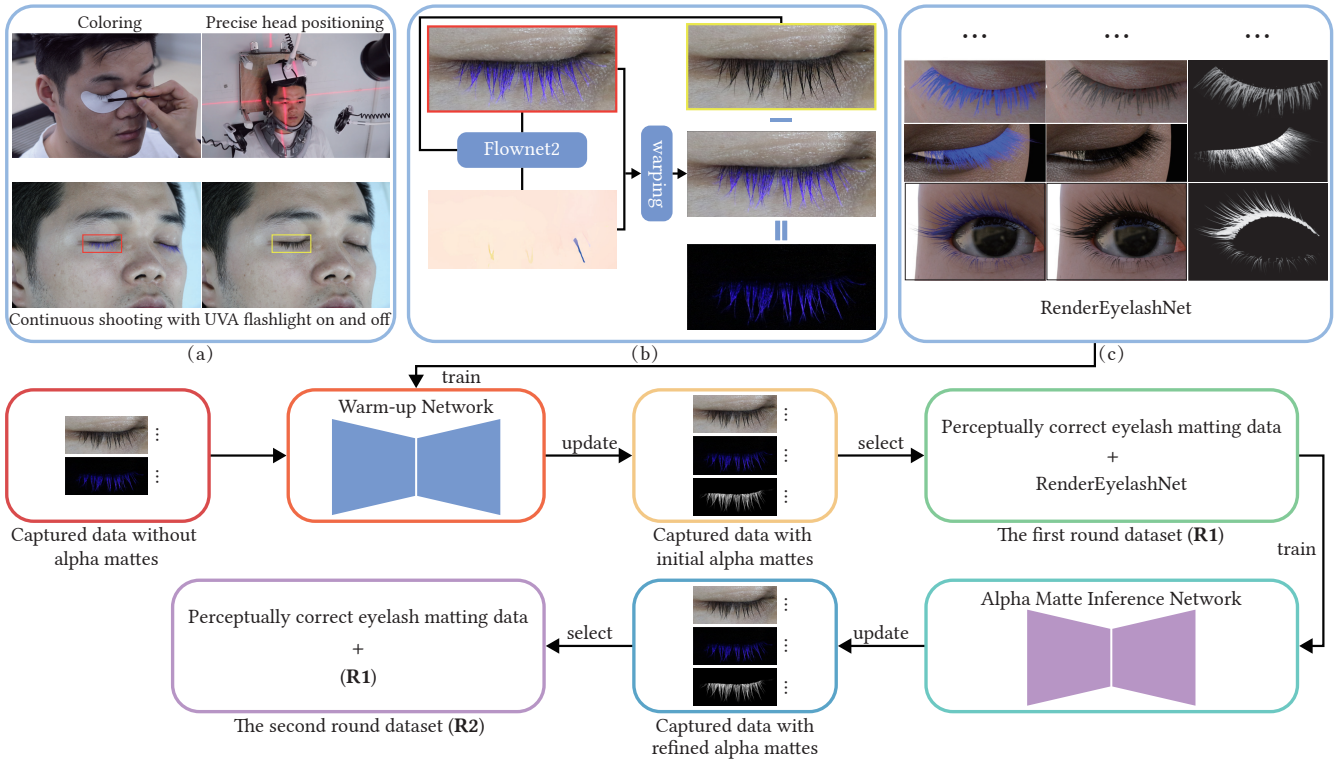 Coloring
Precise head positioning
Continuous shooting with UVA flashlight on and off
(a)
Flownet2
warping
(b)
...
...
...
RenderEyelashNet
(c)
train
Captured data without
alpha mattes
Warm-up Network
update
Captured data with
initial alpha mattes
select
Perceptually correct eyelash matting data
+
RenderEyelashNet
The first round dataset (R1)
train
Alpha Matte Inference Network
update
Captured data with
refined alpha mattes
select
Perceptually correct eyelash matting data
+
(R1)
The second round dataset (R2)